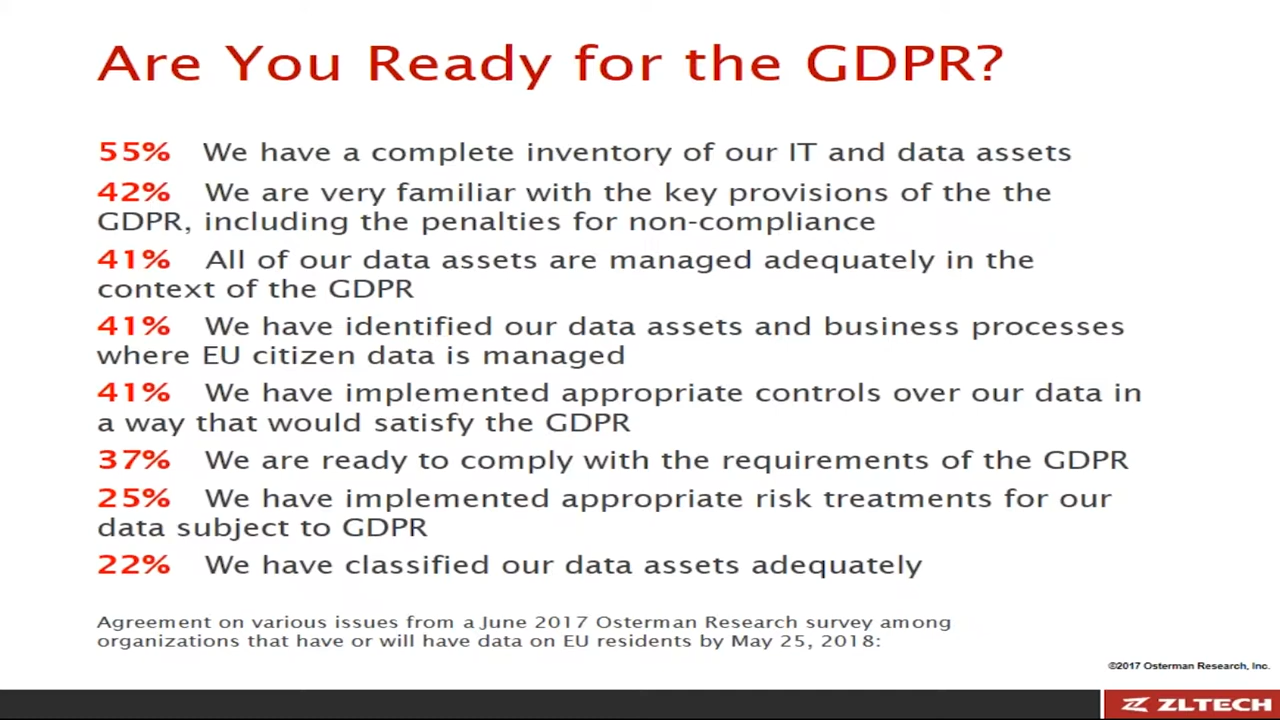 Are You Ready for the GDPR?
55% We have a complete inventory of our IT and data assets
42% We are very familiar with the key provisions of the the
GDPR, including the penalties for non-compliance
41% All of our data assets are managed adequately in the
context of the GDPR
41% We have identified our data assets and business processes
where EU citizen data is managed
41% We have implemented appropriate controls over our data in
a way that would satisfy the GDPR
37% We are ready to comply with the requirements of the GDPR
25% We have implemented appropriate risk treatments for our
data subject to GDPR
22% We have classified our data assets adequately
Agreement on various issues from a June 2017 Osterman Research survey among
organizations that have or will have data on EU residents by May 25, 2018:
©2017 Osterman Research, Inc.
ZLTECH